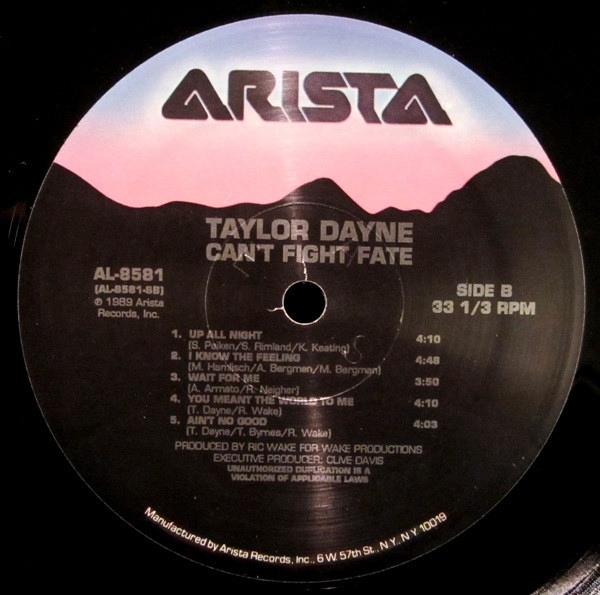 ARISTA
TAYLOR DAYNE
CAN'T FIGHT FATE
AL-8581
(AL-8581-SB)
℗ 1989 Arista
Records, Inc.
SIDE B
33 1/3 RPM
1. UP ALL NIGHT 4:10
(S. Paiken/S. Rimland/K. Keating)
2. I KNOW THE FEELING 4:48
(M. Hamlisch/A. Bergman/M. Bergman)
3. WAIT FOR ME 3:50
(A. Armato/R. Neigher)
4. YOU MEANT THE WORLD TO ME 4:10
(T. Dayne/R. Wake)
5. AIN'T NO GOOD 4:03
(T. Dayne/T. Byrnes/R. Wake)
PRODUCED BY RIC WAKE FOR WAKE PRODUCTIONS
EXECUTIVE PRODUCER: CLIVE DAVIS
UNAUTHORIZED DUPLICATION IS A
VIOLATION OF APPLICABLE LAWS
Manufactured by Arista Records, Inc., 6 W. 57th St., N.Y., N.Y. 10019